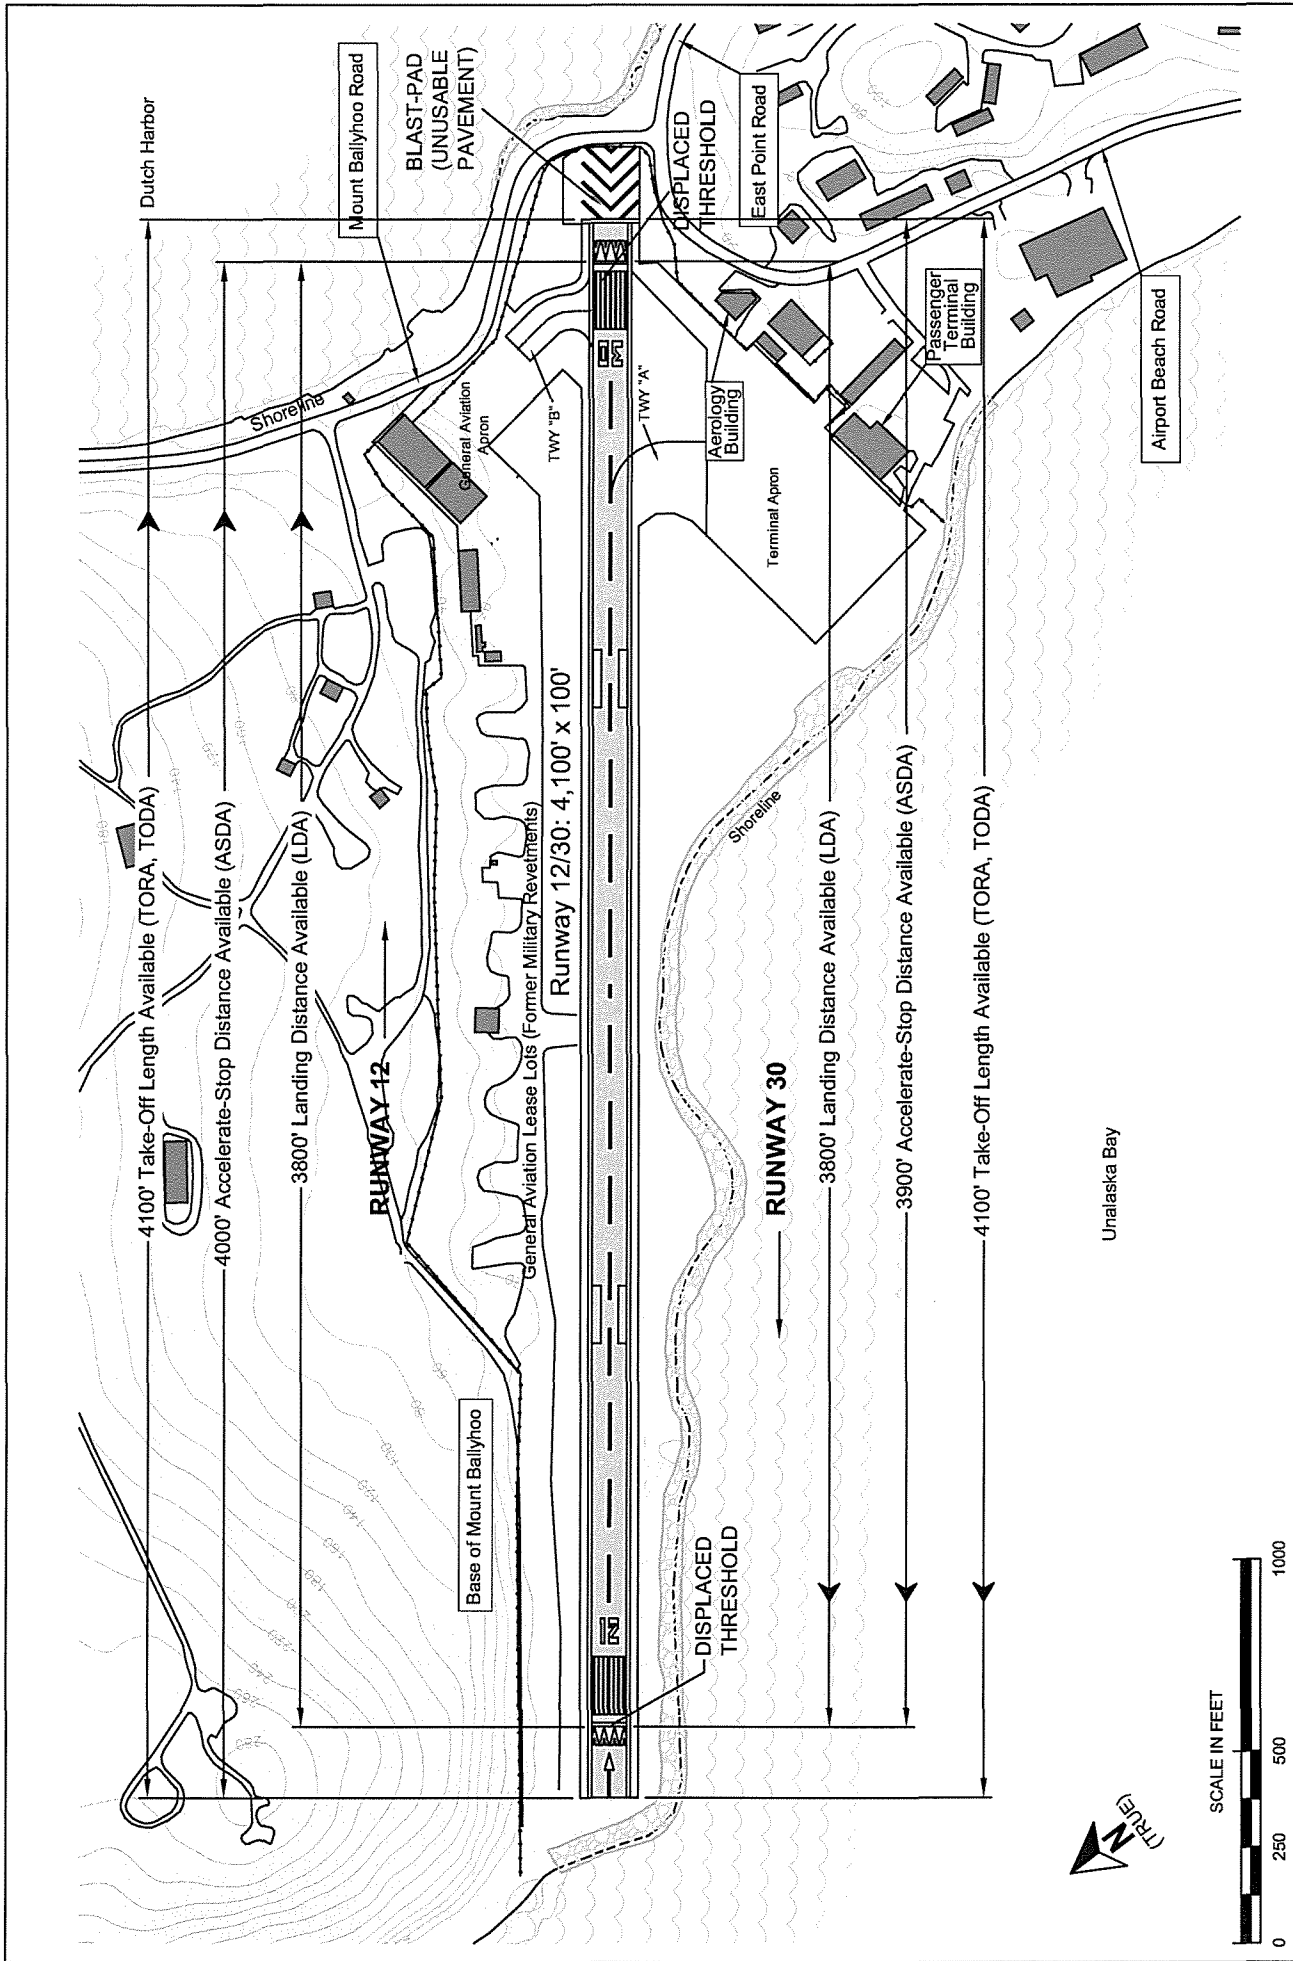 Dutch Harbor
Mount Ballyhoo Road
BLAST-PAD
(UNUSABLE
PAVEMENT)
DISPLACED
THRESHOLD
East Point Road
Shoreline
General Aviation
Apron
TWY "B"
TWY "A"
Aerology
Building
Passenger
Terminal
Building
Airport Beach Road
Terminal Apron
4100' Take-Off Length Available (TORA, TODA)
4000' Accelerate-Stop Distance Available (ASDA)
3800' Landing Distance Available (LDA)
RUNWAY 12
General Aviation Lease Lots (Former Military Revetments)
Runway 12/30: 4,100' x 100'
30
12
Shoreline
RUNWAY 30
3800' Landing Distance Available (LDA)
3900' Accelerate-Stop Distance Available (ASDA)
4100' Take-Off Length Available (TORA, TODA)
Unalaska Bay
Base of Mount Ballyhoo
DISPLACED
THRESHOLD
N
(TRUE)
SCALE IN FEET
0 250 500 1000